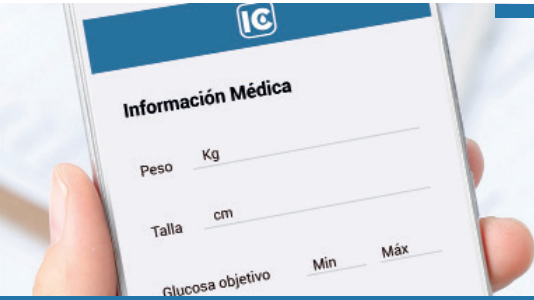 IC
Información Médica
Peso Kg
Talla cm
Glucosa objetivo Min Máx